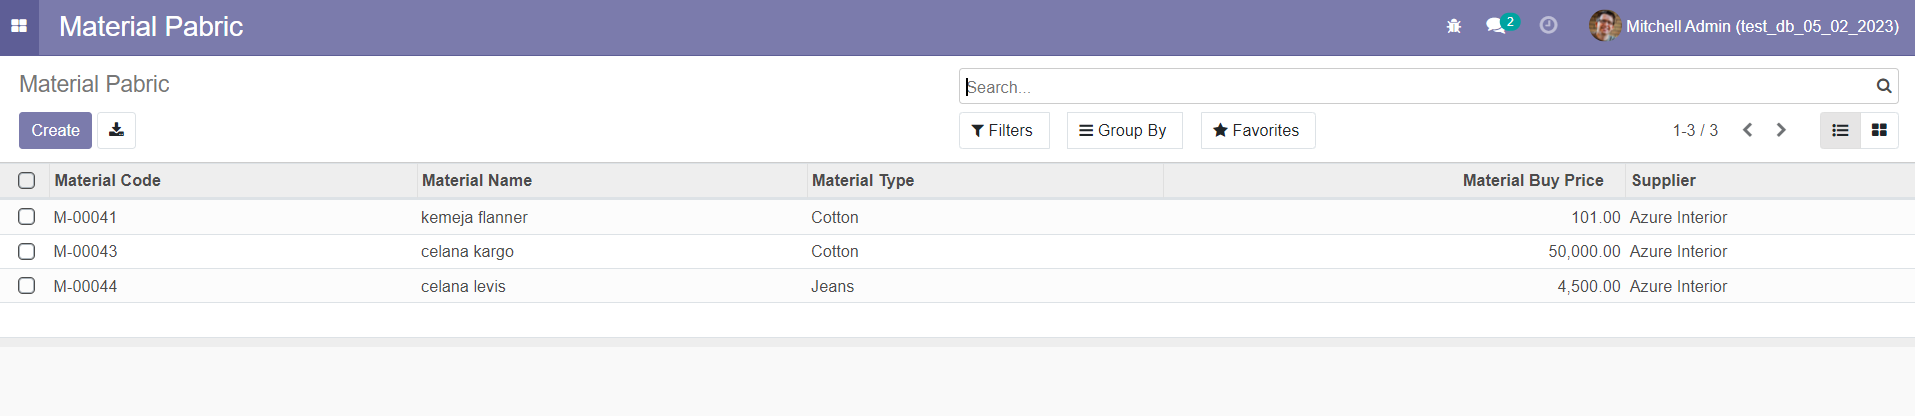 Material Pabric
2
Mitchell Admin (test_db_05_02_2023)
Material Pabric
Search...
Create
Filters
Group By
Favorites
1-3 / 3
Material Code Material Name Material Type Material Buy Price Supplier
M-00041 kemeja flanner Cotton 101.00 Azure Interior
M-00043 celana kargo Cotton 50,000.00 Azure Interior
M-00044 celana levis Jeans 4,500.00 Azure Interior